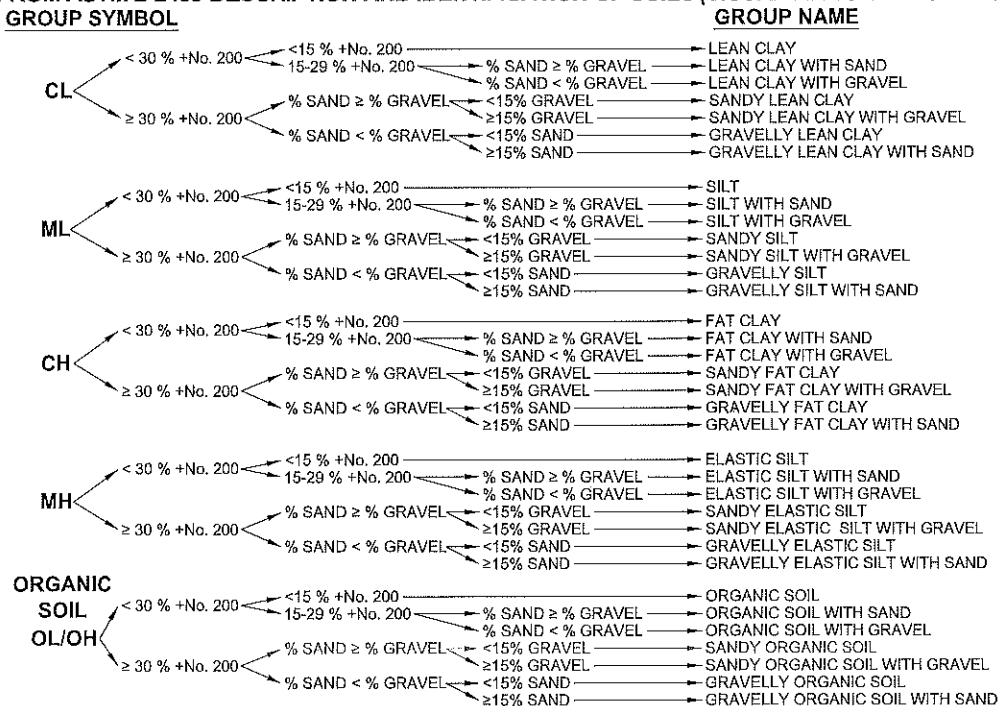 GROUP SYMBOL GROUP NAME
<15 % +No. 200 LEAN CLAY
< 30 % +No. 200 15-29 % +No. 200 % SAND ≥ % GRAVEL LEAN CLAY WITH SAND
% SAND < % GRAVEL LEAN CLAY WITH GRAVEL
CL
% SAND ≥ % GRAVEL <15% GRAVEL SANDY LEAN CLAY
≥ 30 % +No. 200 ≥15% GRAVEL SANDY LEAN CLAY WITH GRAVEL
% SAND < % GRAVEL <15% SAND GRAVELLY LEAN CLAY
≥15% SAND GRAVELLY LEAN CLAY WITH SAND
<15 % +No. 200 SILT
< 30 % +No. 200 15-29 % +No. 200 % SAND ≥ % GRAVEL SILT WITH SAND
% SAND < % GRAVEL SILT WITH GRAVEL
ML
% SAND ≥ % GRAVEL <15% GRAVEL SANDY SILT
≥ 30 % +No. 200 ≥15% GRAVEL SANDY SILT WITH GRAVEL
% SAND < % GRAVEL <15% SAND GRAVELLY SILT
≥15% SAND GRAVELLY SILT WITH SAND
<15 % +No. 200 FAT CLAY
< 30 % +No. 200 15-29 % +No. 200 % SAND ≥ % GRAVEL FAT CLAY WITH SAND
% SAND < % GRAVEL FAT CLAY WITH GRAVEL
CH
% SAND ≥ % GRAVEL <15% GRAVEL SANDY FAT CLAY
≥ 30 % +No. 200 ≥15% GRAVEL SANDY FAT CLAY WITH GRAVEL
% SAND < % GRAVEL <15% SAND GRAVELLY FAT CLAY
≥15% SAND GRAVELLY FAT CLAY WITH SAND
<15 % +No. 200 ELASTIC SILT
< 30 % +No. 200 15-29 % +No. 200 % SAND ≥ % GRAVEL ELASTIC SILT WITH SAND
% SAND < % GRAVEL ELASTIC SILT WITH GRAVEL
MH
% SAND ≥ % GRAVEL <15% GRAVEL SANDY ELASTIC SILT
≥ 30 % +No. 200 ≥15% GRAVEL SANDY ELASTIC SILT WITH GRAVEL
% SAND < % GRAVEL <15% SAND GRAVELLY ELASTIC SILT
≥15% SAND GRAVELLY ELASTIC SILT WITH SAND
ORGANIC
<15 % +No. 200 ORGANIC SOIL
SOIL < 30 % +No. 200 15-29 % +No. 200 % SAND ≥ % GRAVEL ORGANIC SOIL WITH SAND
% SAND < % GRAVEL ORGANIC SOIL WITH GRAVEL
OL/OH
% SAND ≥ % GRAVEL <15% GRAVEL SANDY ORGANIC SOIL
≥ 30 % +No. 200 ≥15% GRAVEL SANDY ORGANIC SOIL WITH GRAVEL
% SAND < % GRAVEL <15% SAND GRAVELLY ORGANIC SOIL
≥15% SAND GRAVELLY ORGANIC SOIL WITH SAND